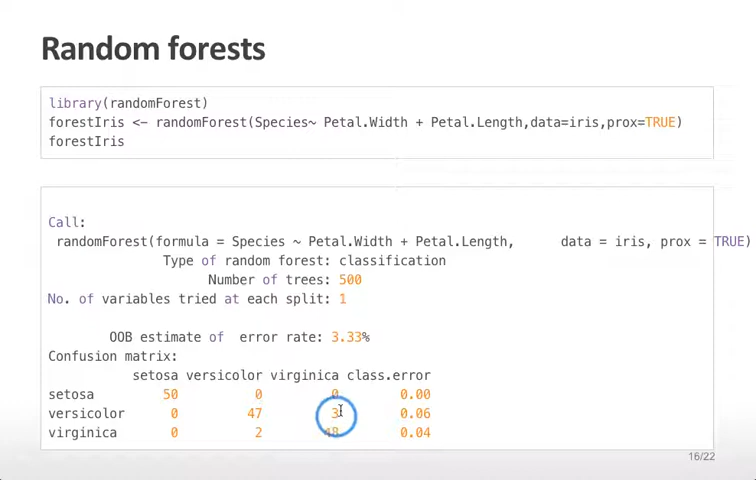 Random forests
library(randomForest)
forestIris <- randomForest(Species~ Petal.Width + Petal.Length,data=iris,prox=TRUE)
forestIris
Call:
randomForest(formula = Species ~ Petal.Width + Petal.Length, data = iris, prox = TRUE)
Type of random forest: classification
Number of trees: 500
No. of variables tried at each split: 1
OOB estimate of error rate: 3.33%
Confusion matrix:
setosa versicolor virginica class.error
setosa 50 0 0 0.00
versicolor 0 47 3 0.06
virginica 0 2 48 0.04
16/22